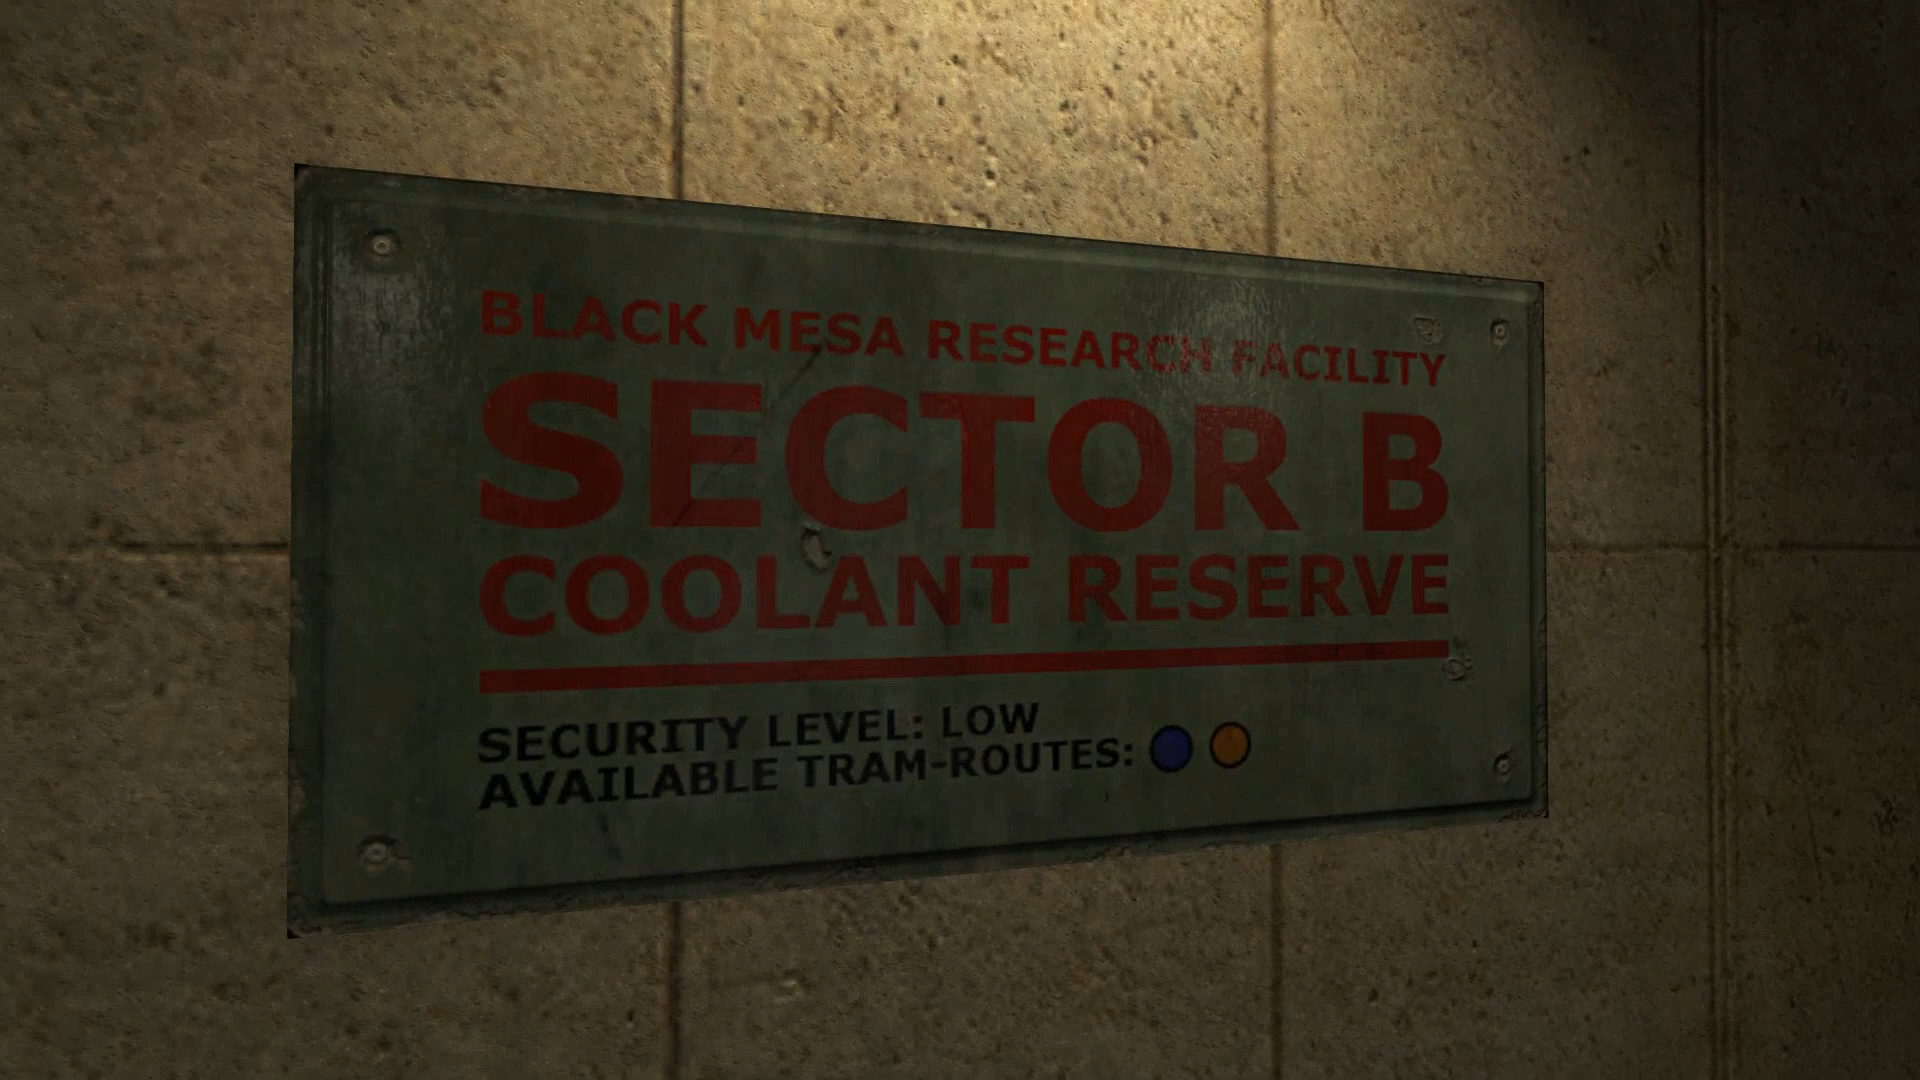 BLACK MESA RESEARCH FACILITY
SECTOR B
COOLANT RESERVE
SECURITY LEVEL: LOW
AVAILABLE TRAM-ROUTES: